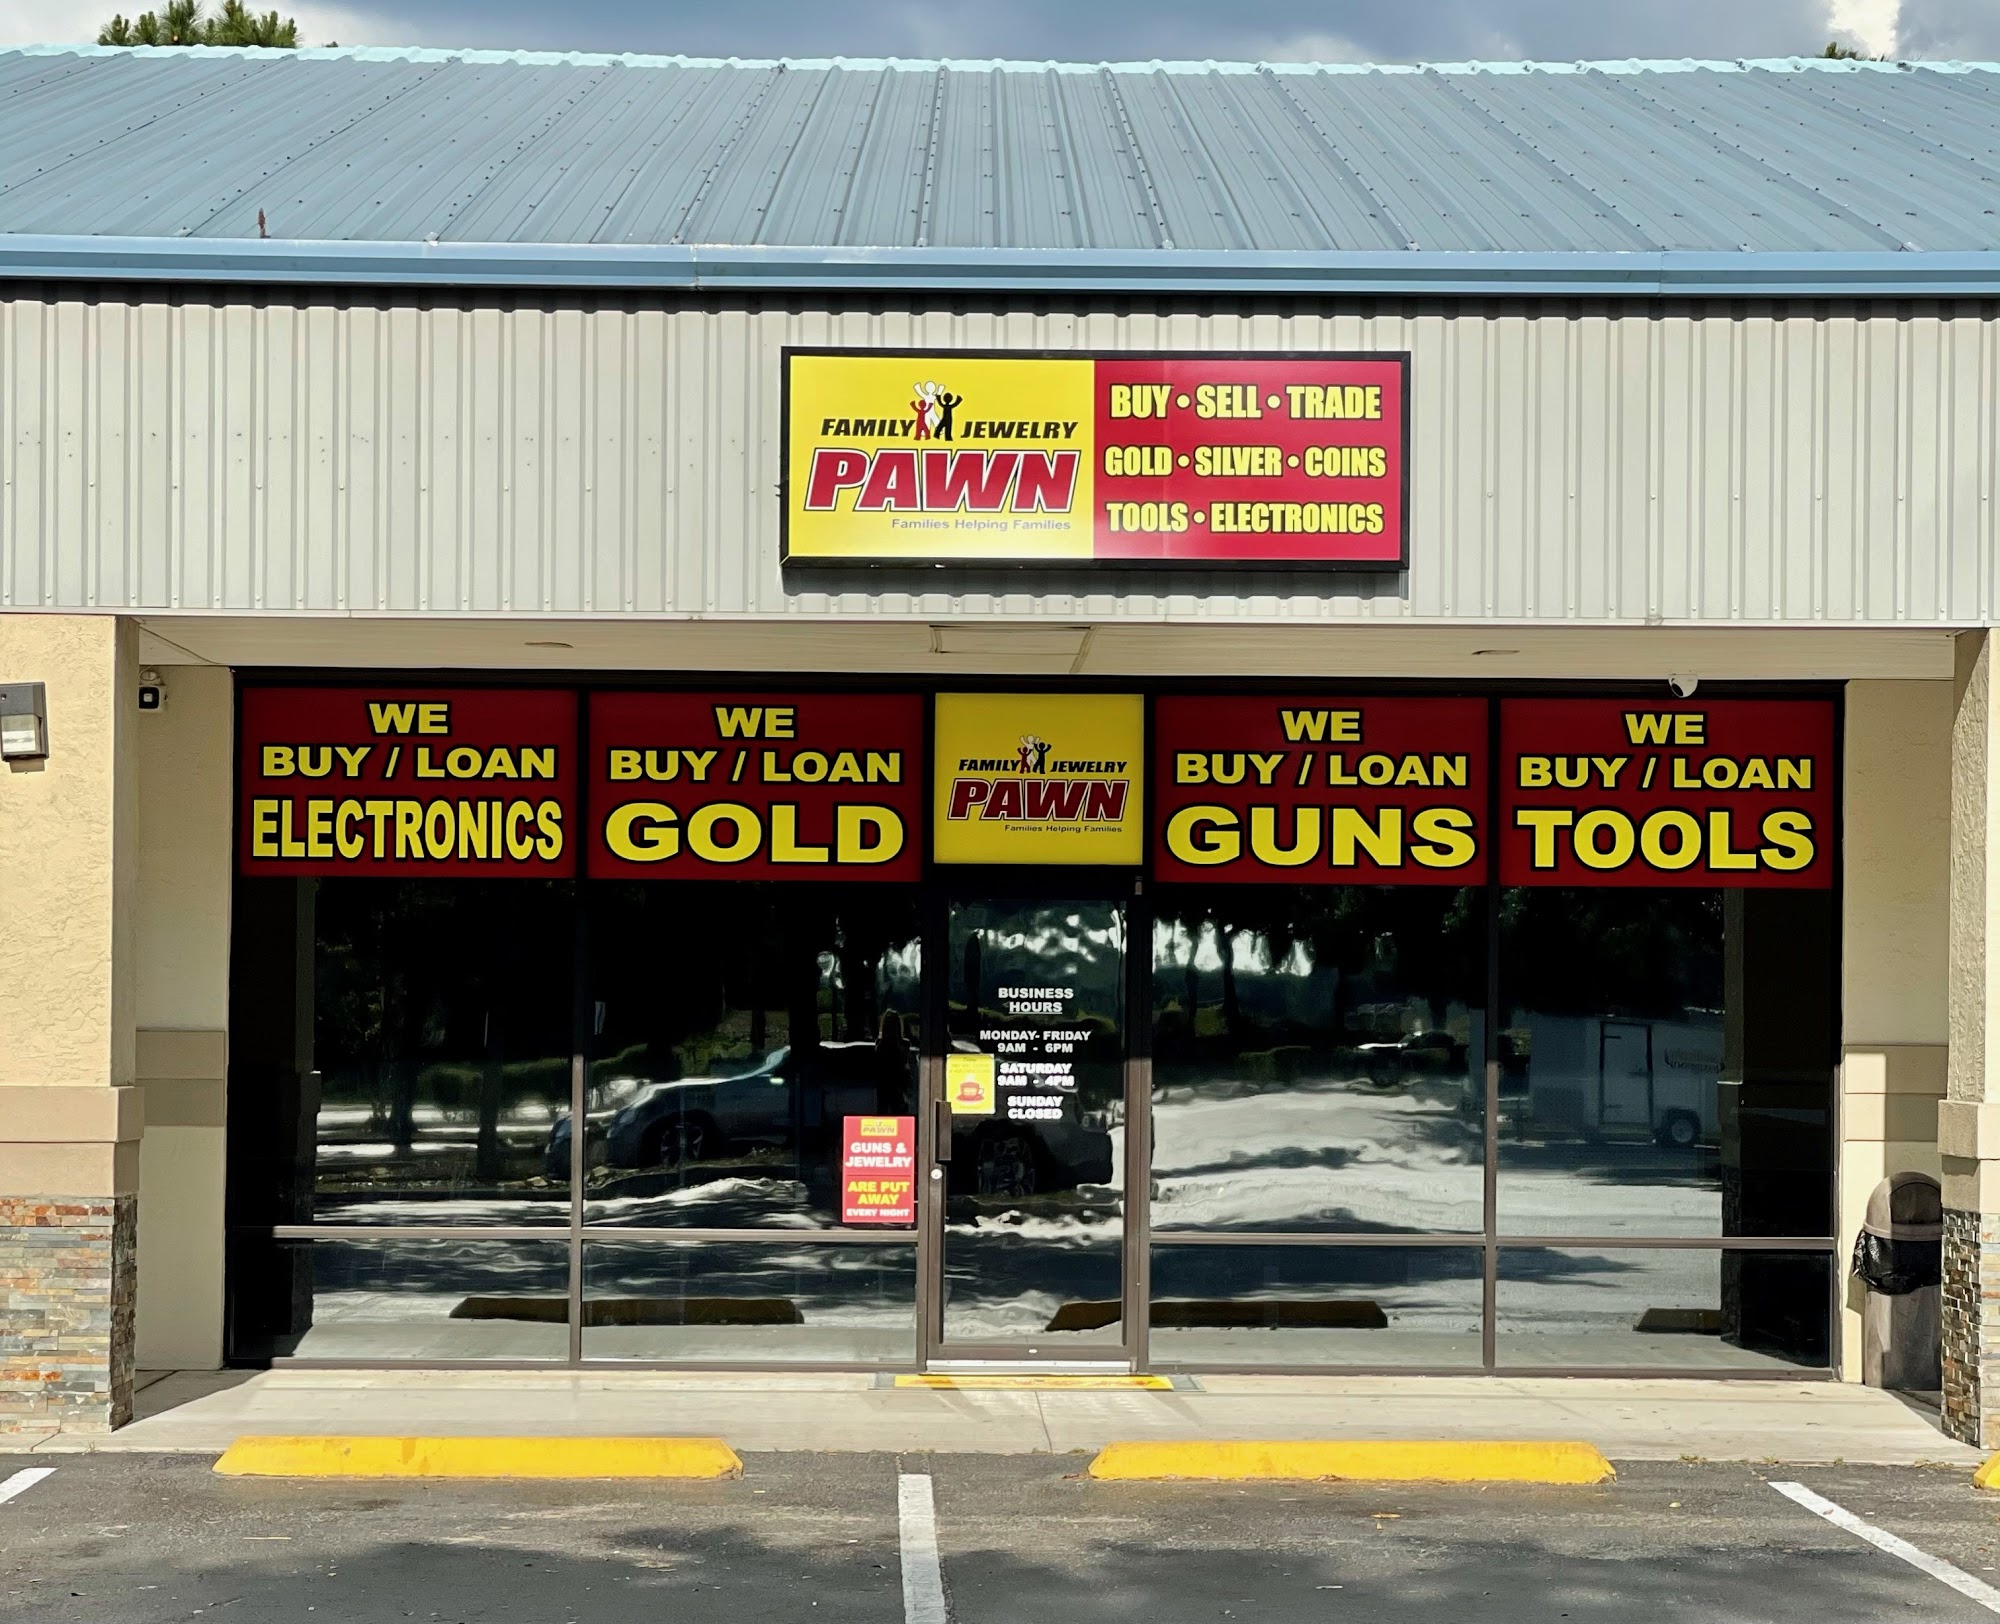 FAMILY JEWELRY
PAWN
Families Helping Families
BUY • SELL • TRADE
GOLD • SILVER • COINS
TOOLS • ELECTRONICS
WE
BUY / LOAN
ELECTRONICS
WE
BUY / LOAN
GOLD
FAMILY JEWELRY
PAWN
Families Helping Families
WE
BUY / LOAN
GUNS
WE
BUY / LOAN
TOOLS
BUSINESS
HOURS
MONDAY- FRIDAY
9AM - 6PM
SATURDAY
9AM - 4PM
SUNDAY
CLOSED
PAWN
GUNS &
JEWELRY
ARE PUT
AWAY
EVERY NIGHT